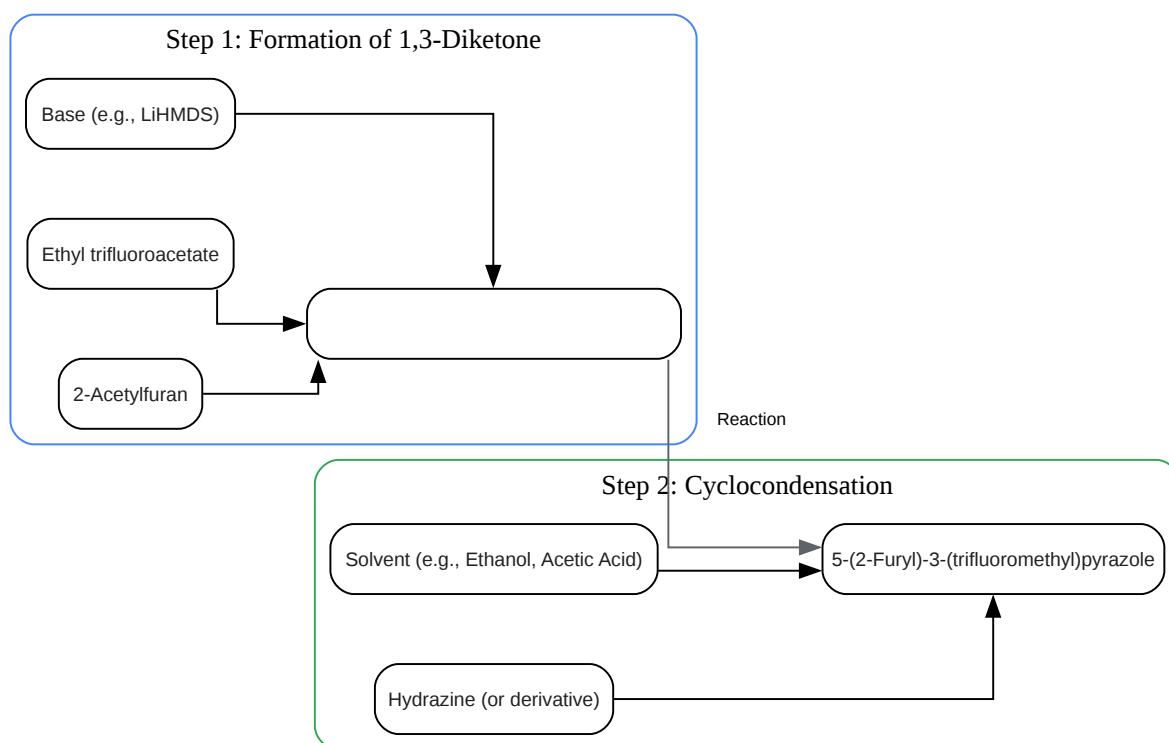 Step 1: Formation of 1,3-Diketone
Base (e.g., LiHMDS)
Ethyl trifluoroacetate
2-Acetylfuran
Reaction
Step 2: Cyclocondensation
Solvent (e.g., Ethanol, Acetic Acid)
5-(2-Furyl)-3-(trifluoromethyl)pyrazole
Hydrazine (or derivative)